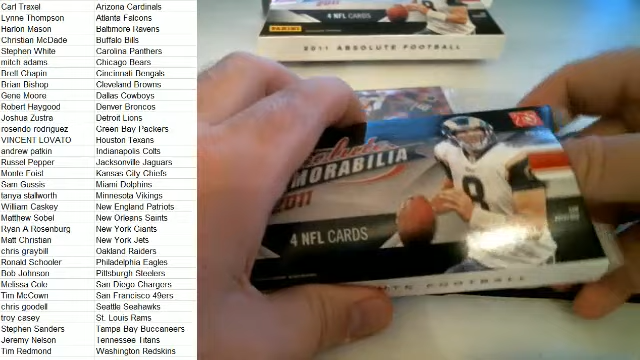 Carl Traxel Arizona Cardinals
Lynne Thompson Atlanta Falcons
Harlon Mason Baltimore Ravens
Christian McDade Buffalo Bills
Stephen White Carolina Panthers
mitch adams Chicago Bears
Brett Chapin Cincinnati Bengals
Brian Bishop Cleveland Browns
Gene Moore Dallas Cowboys
Robert Haygood Denver Broncos
Joshua Zustra Detroit Lions
rosendo rodriguez Green Bay Packers
VINCENT LOVATO Houston Texans
andrew patkin Indianapolis Colts
Russel Pepper Jacksonville Jaguars
Monte Foist Kansas City Chiefs
Sam Gussis Miami Dolphins
tanya stallworth Minnesota Vikings
William Caskey New England Patriots
Matthew Sobel New Orleans Saints
Ryan A Rosenburg New York Giants
Matt Christian New York Jets
chris graybill Oakland Raiders
Ronald Schooler Philadelphia Eagles
Bob Johnson Pittsburgh Steelers
Melissa Cole San Diego Chargers
Tim McCown San Francisco 49ers
chris goodell Seattle Seahawks
troy casey St. Louis Rams
Stephen Sanders Tampa Bay Buccaneers
Jeremy Nelson Tennessee Titans
Tim Redmond Washington Redskins
4 NFL CARDS
PANINI
2011 ABSOLUTE FOOTBALL
MEMORABILIA
2011
8
4 NFL CARDS
FOOTBALL